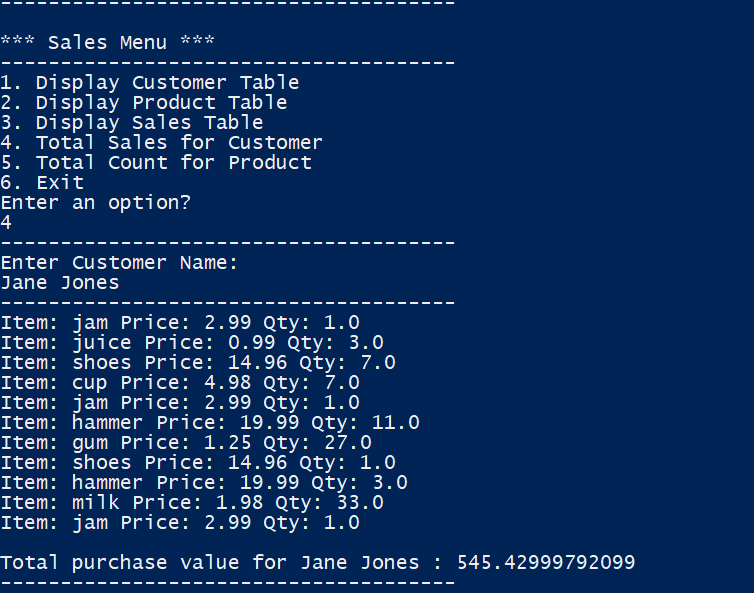 --------------------------------------
*** Sales Menu ***
--------------------------------------
1. Display Customer Table
2. Display Product Table
3. Display Sales Table
4. Total Sales for Customer
5. Total Count for Product
6. Exit
Enter an option?
4
--------------------------------------
Enter Customer Name:
Jane Jones
--------------------------------------
Item: jam Price: 2.99 Qty: 1.0
Item: juice Price: 0.99 Qty: 3.0
Item: shoes Price: 14.96 Qty: 7.0
Item: cup Price: 4.98 Qty: 7.0
Item: jam Price: 2.99 Qty: 1.0
Item: hammer Price: 19.99 Qty: 11.0
Item: gum Price: 1.25 Qty: 27.0
Item: shoes Price: 14.96 Qty: 1.0
Item: hammer Price: 19.99 Qty: 3.0
Item: milk Price: 1.98 Qty: 33.0
Item: jam Price: 2.99 Qty: 1.0
Total purchase value for Jane Jones : 545.42999792099
--------------------------------------